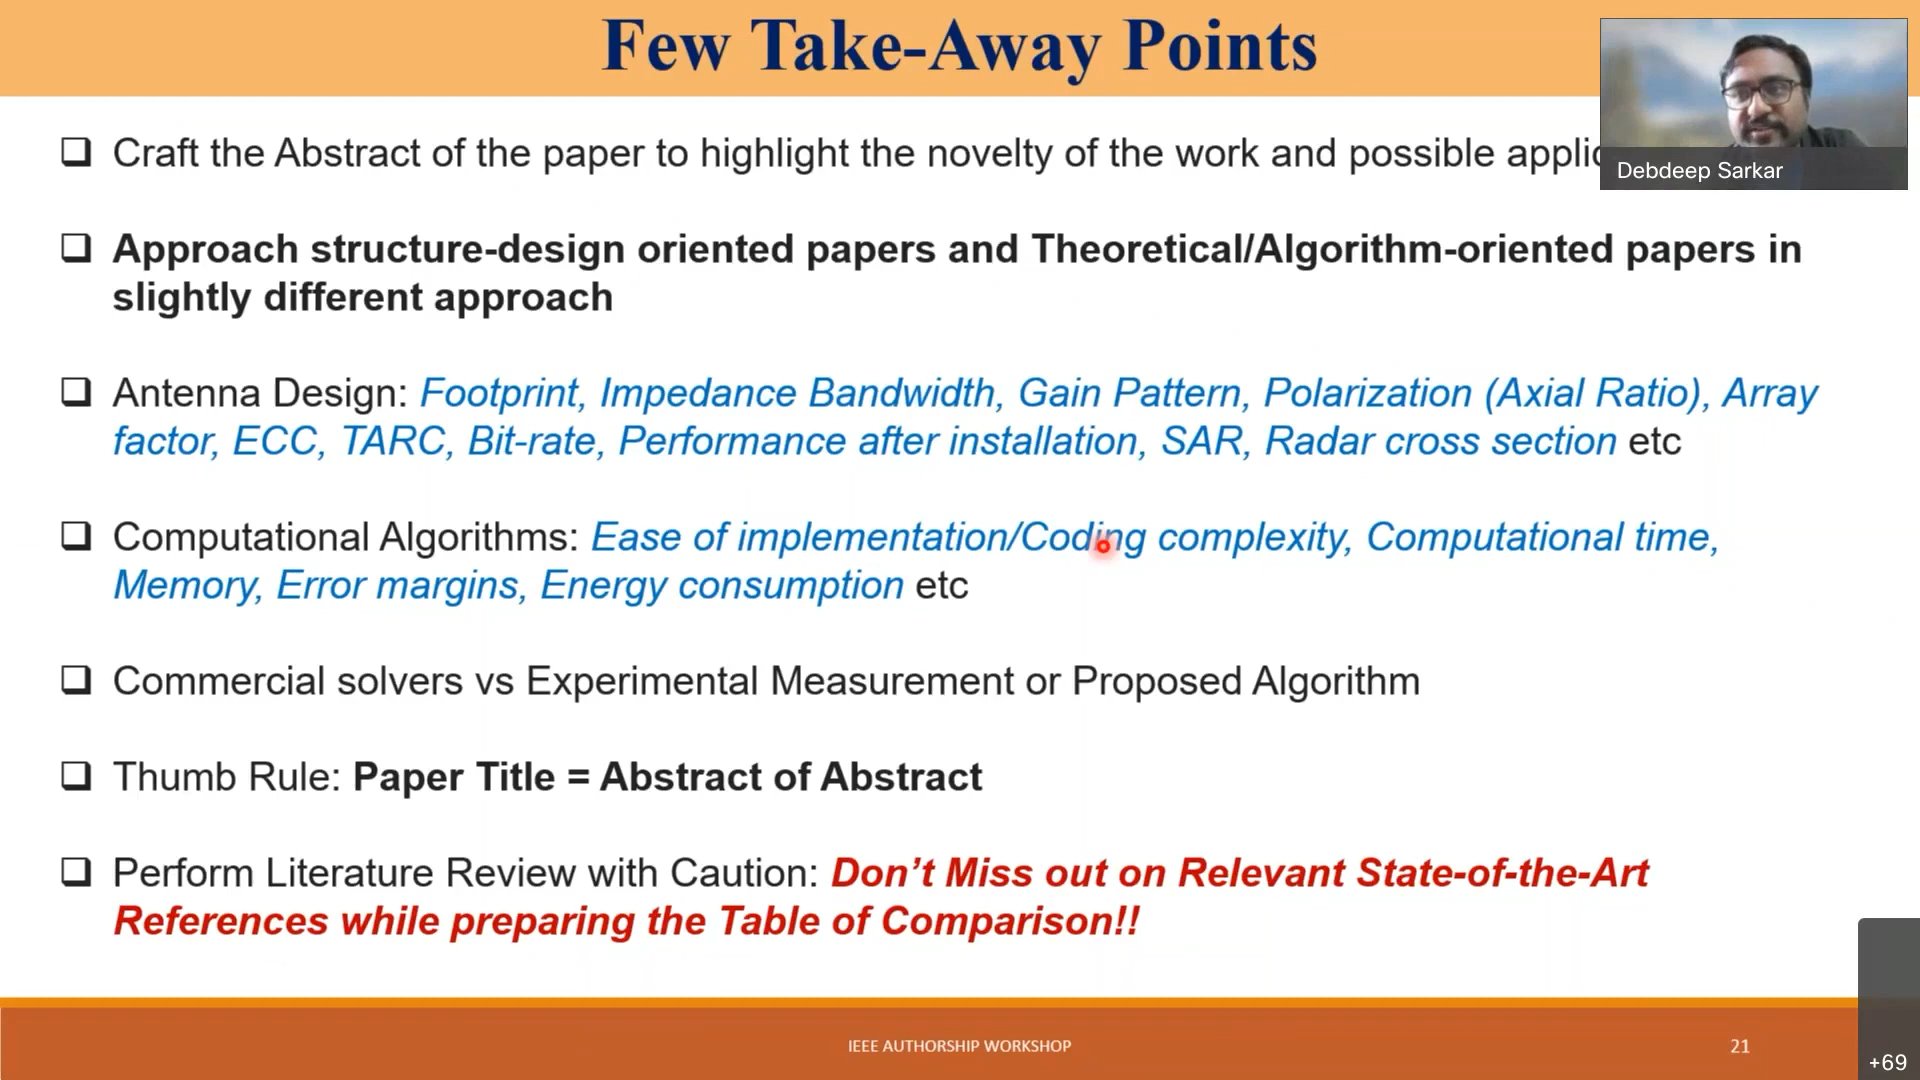 Few Take-Away Points
Debdeep Sarkar
❑ Craft the Abstract of the paper to highlight the novelty of the work and possible
❑ Approach structure-design oriented papers and Theoretical/Algorithm-oriented papers in
slightly different approach
❑ Antenna Design: Footprint, Impedance Bandwidth, Gain Pattern, Polarization (Axial Ratio), Array
factor, ECC, TARC, Bit-rate, Performance after installation, SAR, Radar cross section etc
❑ Computational Algorithms: Ease of implementation/Coding complexity, Computational time,
Memory, Error margins, Energy consumption etc
❑ Commercial solvers vs Experimental Measurement or Proposed Algorithm
❑ Thumb Rule: Paper Title = Abstract of Abstract
❑ Perform Literature Review with Caution: Don’t Miss out on Relevant State-of-the-Art
References while preparing the Table of Comparison!!
IEEE AUTHORSHIP WORKSHOP
21
+69